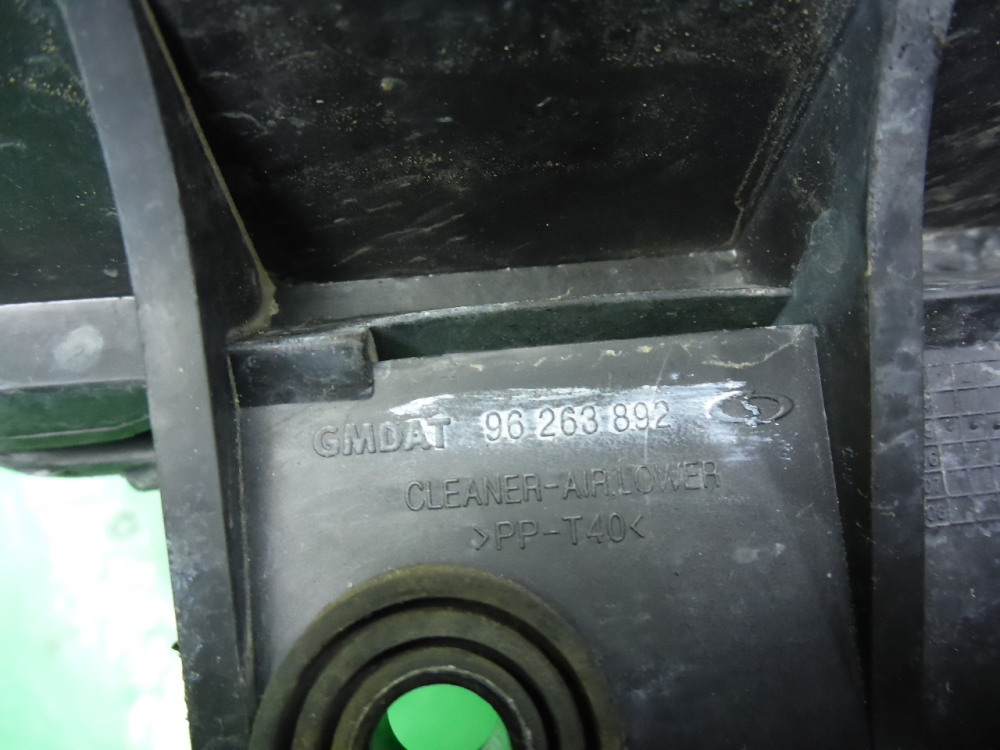 GMDAT 96 263 892
CLEANER-AIR.LOWER
>PP-T40<